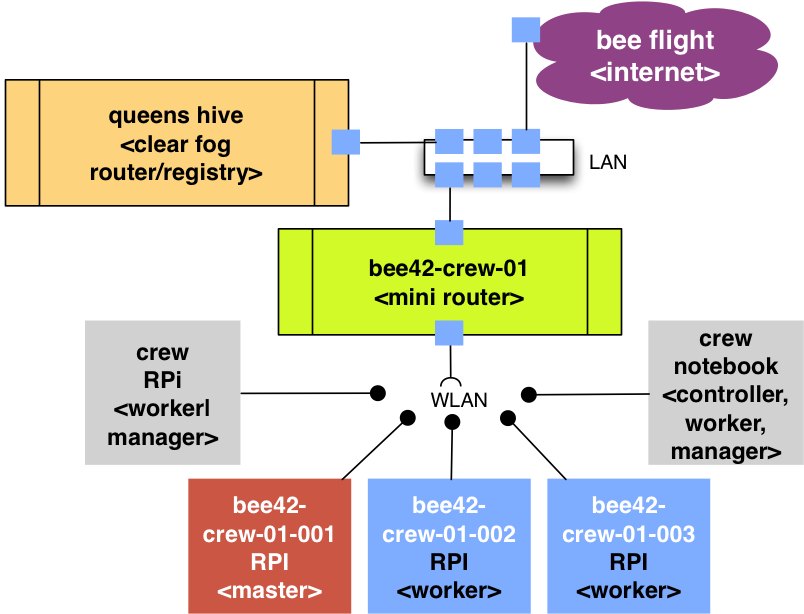 bee flight
<internet>
queens hive
<clear fog
router/registry>
LAN
bee42-crew-01
<mini router>
crew
RPi
<worker|
manager>
WLAN
crew
notebook
<controller,
worker,
manager>
bee42-
crew-01-001
RPI
<master>
bee42-
crew-01-002
RPI
<worker>
bee42-
crew-01-003
RPI
<worker>